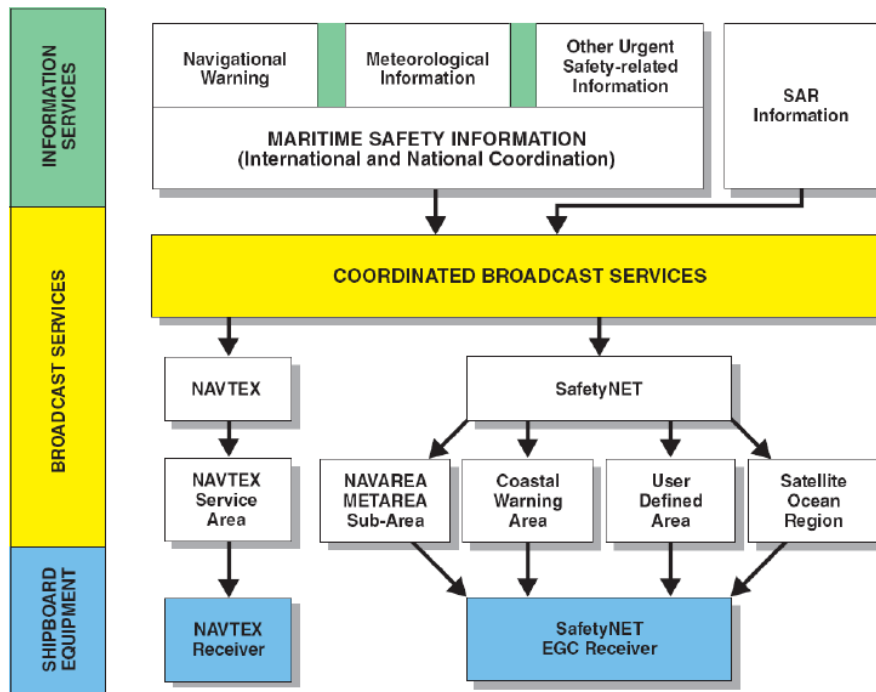 INFORMATION
SERVICES
Navigational
Warning
Meteorological
Information
Other Urgent
Safety-related
Information
MARITIME SAFETY INFORMATION
(International and National Coordination)
SAR
Information
BROADCAST SERVICES
COORDINATED BROADCAST SERVICES
NAVTEX
SafetyNET
NAVTEX
Service
Area
NAVAREA
METAREA
Sub-Area
Coastal
Warning
Area
User
Defined
Area
Satellite
Ocean
Region
SHIPBOARD
EQUIPMENT
NAVTEX
Receiver
SafetyNET
EGC Receiver